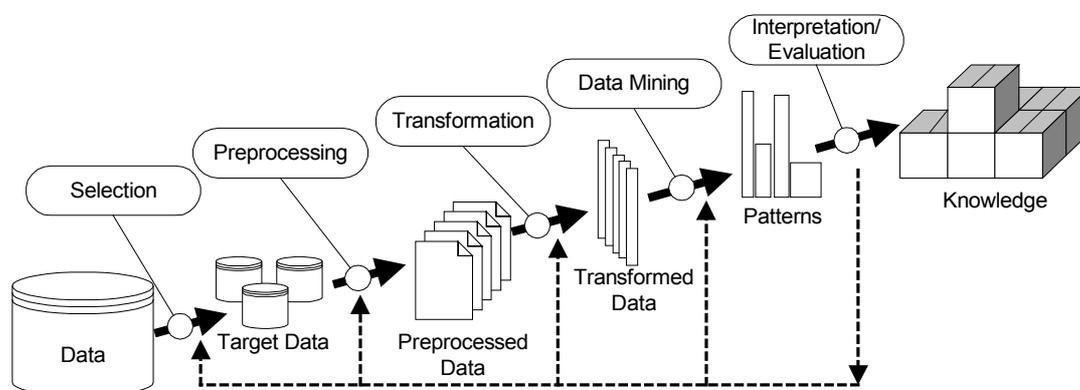 Selection
Preprocessing
Transformation
Data Mining
Interpretation/
Evaluation
Data
Target Data
Preprocessed
Data
Transformed
Data
Patterns
Knowledge